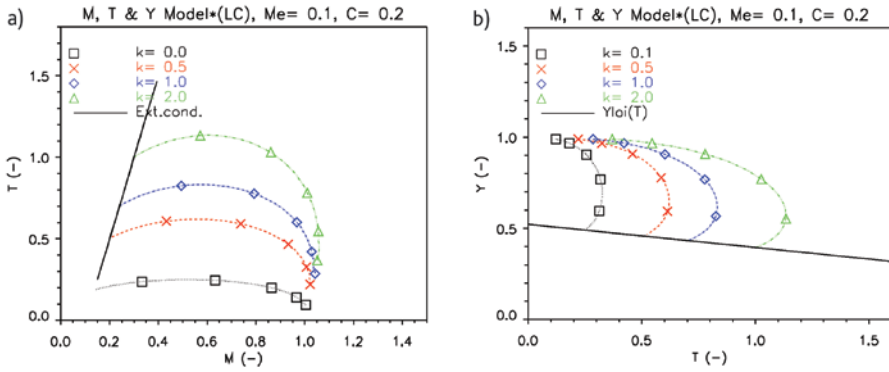 a)
M, T & Y Model*(LC), Me= 0.1, C= 0.2
k= 0.0
k= 0.5
k= 1.0
k= 2.0
Ext.cond.
T (–)
1.5
1.0
0.5
0.0
0.0 0.2 0.4 0.6 0.8 1.0 1.2 1.4
M (–)
b)
M, T & Y Model*(LC), Me= 0.1, C= 0.2
k= 0.1
k= 0.5
k= 1.0
k= 2.0
Yloi(T)
Y (–)
1.5
1.0
0.5
0.0
0.0 0.5 1.0 1.5
T (–)